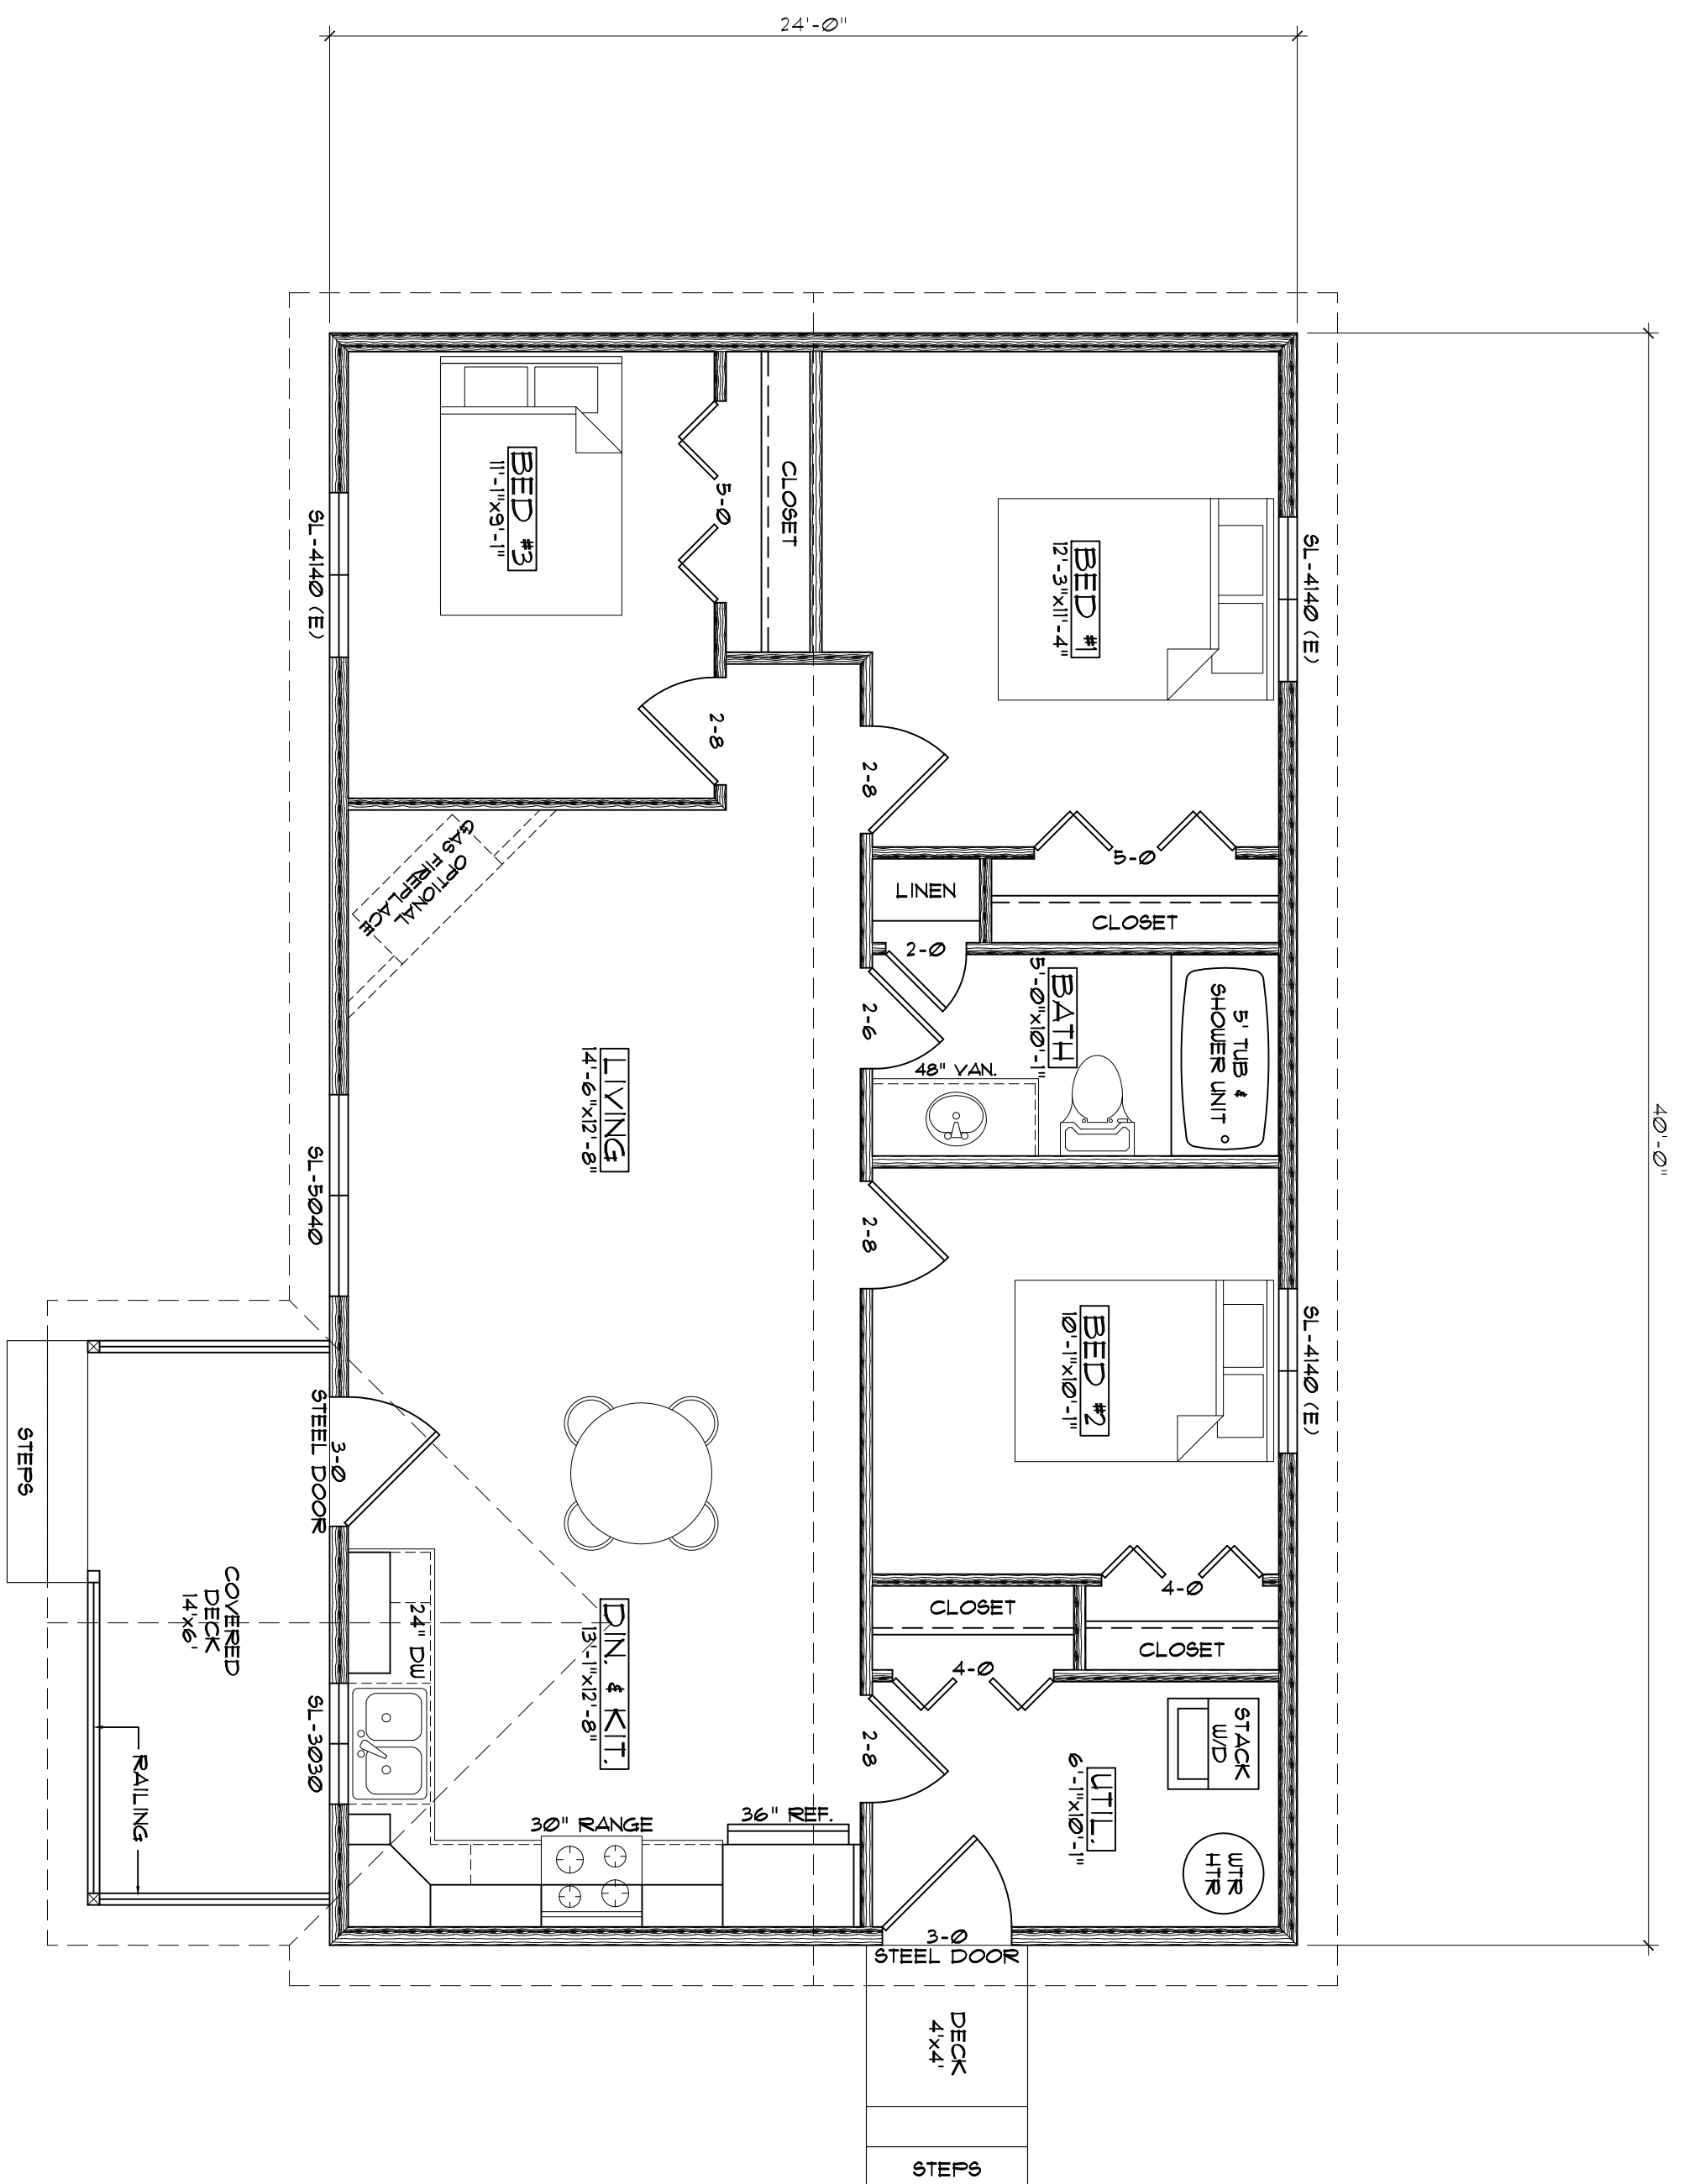 24'-0"
40'-0"
BED #1
12'-3"x11'-4"
SL-4140 (E)
5-0
CLOSET
2-8
LINEN
2-0
BATH
5'-0"x10'-1"
5' TUB &
SHOWER UNIT
48" VAN.
2-6
BED #2
10'-1"x10'-1"
SL-4140 (E)
2-8
4-0
CLOSET
CLOSET
4-0
STACK
W/D
UTIL.
6'-1"x10'-1"
WTR
HTR
2-8
3-0
STEEL DOOR
DECK
4'x4'
STEPS
CLOSET
5-0
BED #3
11'-1"x9'-1"
2-8
SL-4140 (E)
OPTIONAL
GAS FIREPLACE
LIVING
14'-6"x12'-8"
SL-5040
3-0
STEEL DOOR
DIN. & KIT.
13'-1"x12'-8"
24" DW
36" REF.
30" RANGE
SL-3030
COVERED
DECK
14'x6'
RAILING
STEPS